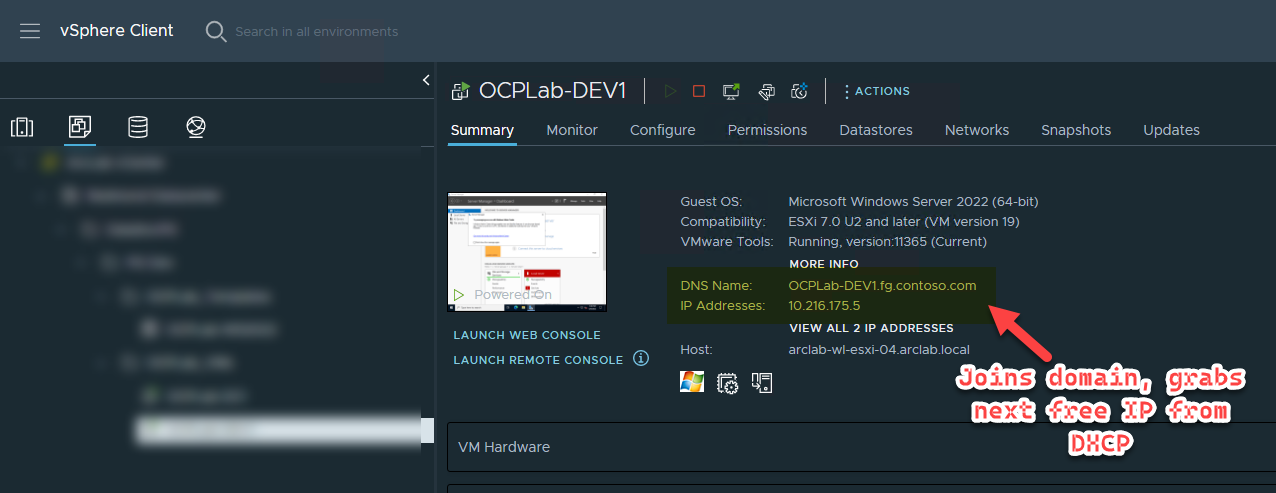 vSphere Client
Search in all environments
OCPLab-DEV1
ACTIONS
Summary Monitor Configure Permissions Datastores Networks Snapshots Updates
Guest OS: Microsoft Windows Server 2022 (64-bit)
Compatibility: ESXi 7.0 U2 and later (VM version 19)
VMware Tools: Running, version:11365 (Current)
MORE INFO
DNS Name: OCPLab-DEV1.fg.contoso.com
IP Addresses: 10.216.175.5
VIEW ALL 2 IP ADDRESSES
Host: arclab-wl-esxi-04.arclab.local
Powered On
LAUNCH WEB CONSOLE
LAUNCH REMOTE CONSOLE
Joins domain, grabs
next free IP from
DHCP
VM Hardware